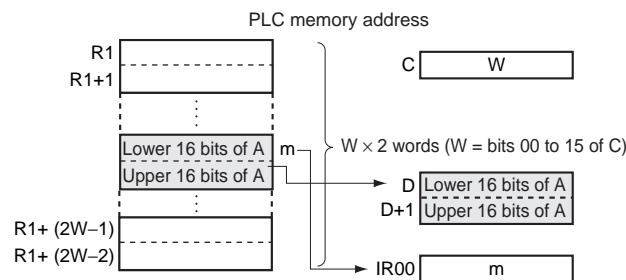 PLC memory address
R1
R1+1
C W
Lower 16 bits of A m
Upper 16 bits of A
W × 2 words (W = bits 00 to 15 of C)
D Lower 16 bits of A
D+1 Upper 16 bits of A
R1+ (2W−1)
R1+ (2W−2)
IR00 m